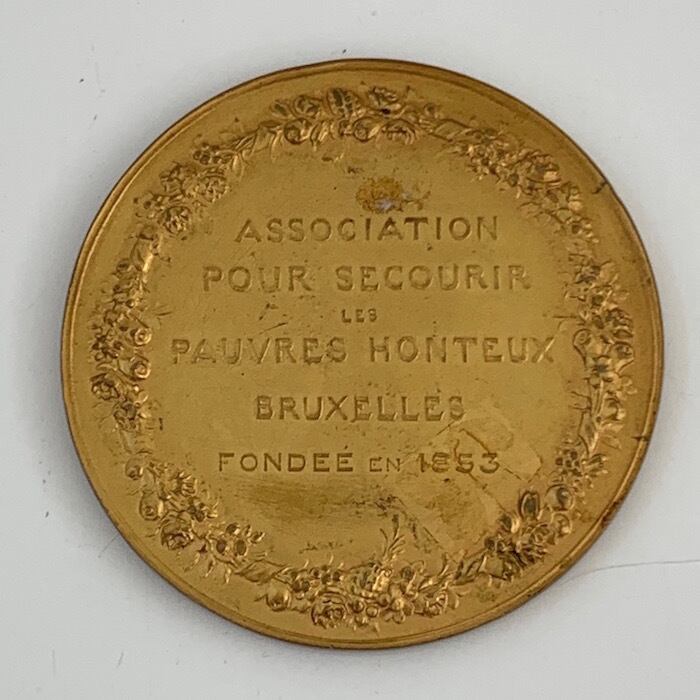 ASSOCIATION
POUR SECOURIR
LES
PAUVRES HONTEUX
BRUXELLES
FONDEE EN 1853